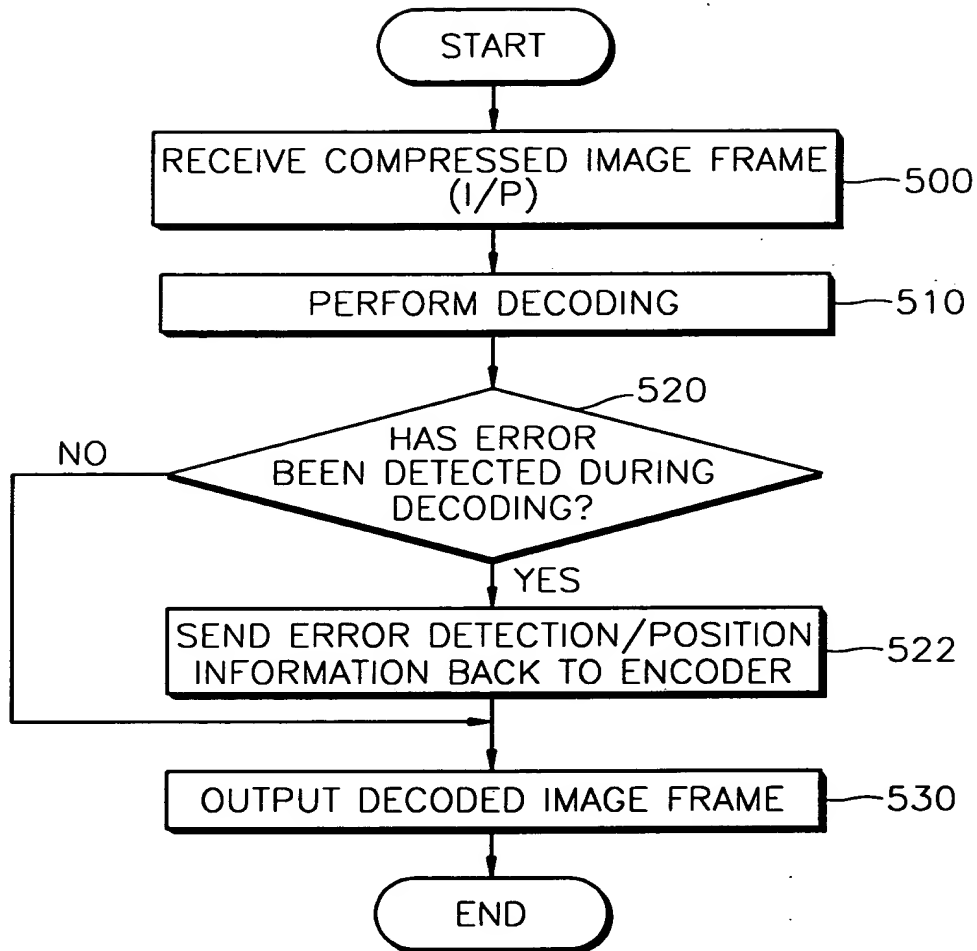 START
RECEIVE COMPRESSED IMAGE FRAME
(I/P)
500
PERFORM DECODING
510
520
HAS ERROR
BEEN DETECTED DURING
DECODING?
NO
YES
SEND ERROR DETECTION/POSITION
INFORMATION BACK TO ENCODER
522
OUTPUT DECODED IMAGE FRAME
530
END